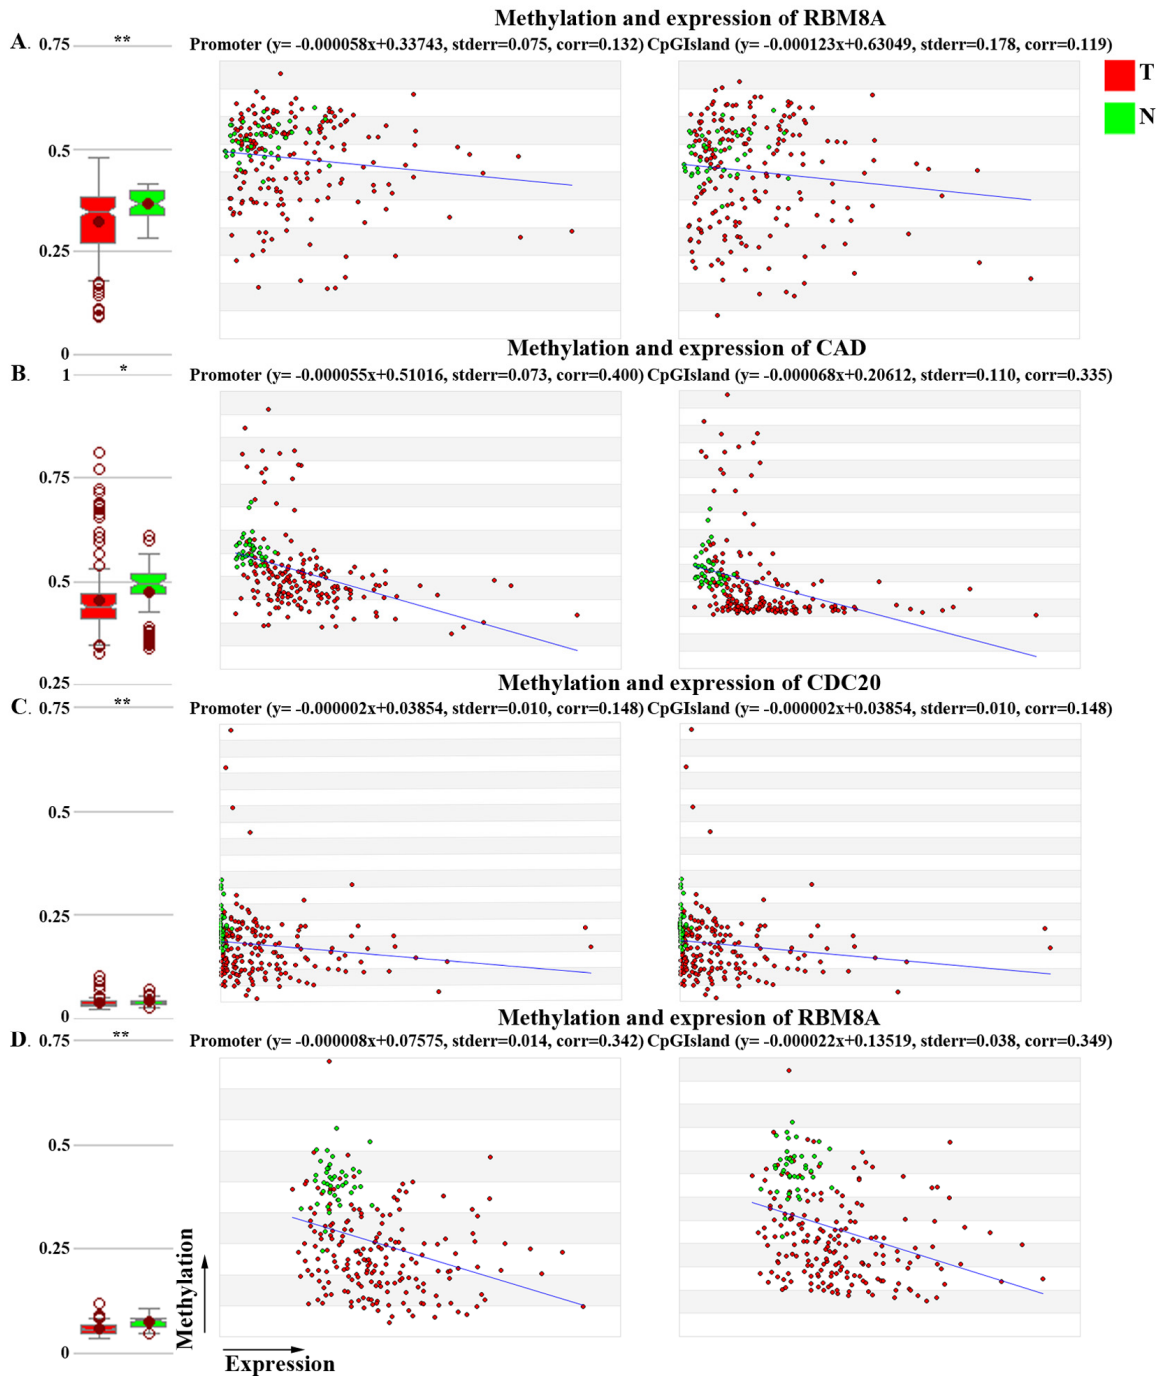 Methylation and expression of RBM8A
A. 0.75 ** Promoter (y= -0.000058x+0.33743, stderr=0.075, corr=0.132) CpGIsland (y= -0.000123x+0.63049, stderr=0.178, corr=0.119)
T
N
0.5
0.25
0
Methylation and expression of CAD
B. 1 * Promoter (y= -0.000055x+0.51016, stderr=0.073, corr=0.400) CpGIsland (y= -0.000068x+0.20612, stderr=0.110, corr=0.335)
0.75
0.5
0.25
Methylation and expression of CDC20
C. 0.75 ** Promoter (y= -0.000002x+0.03854, stderr=0.010, corr=0.148) CpGIsland (y= -0.000002x+0.03854, stderr=0.010, corr=0.148)
0.5
0.25
0
Methylation and expresion of RBM8A
D. 0.75 ** Promoter (y= -0.000008x+0.07575, stderr=0.014, corr=0.342) CpGIsland (y= -0.000022x+0.13519, stderr=0.038, corr=0.349)
0.5
0.25
0
Methylation
Expression